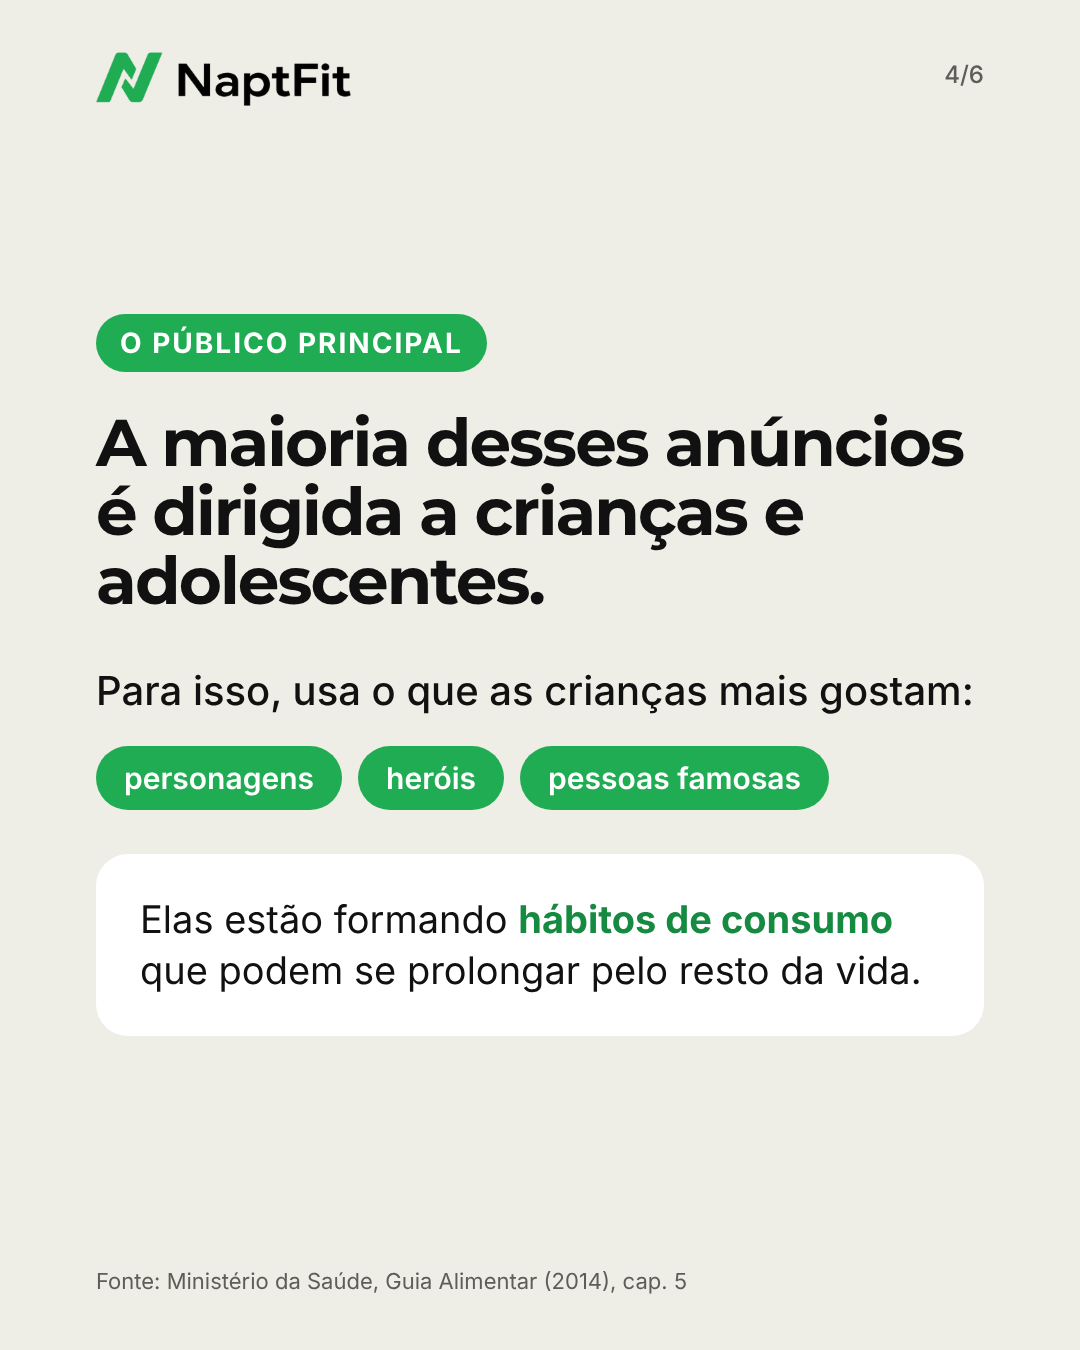 NaptFit
4/6
O PÚBLICO PRINCIPAL
A maioria desses anúncios
é dirigida a crianças e
adolescentes.
Para isso, usa o que as crianças mais gostam:
personagens heróis pessoas famosas
Elas estão formando hábitos de consumo
que podem se prolongar pelo resto da vida.
Fonte: Ministério da Saúde, Guia Alimentar (2014), cap. 5